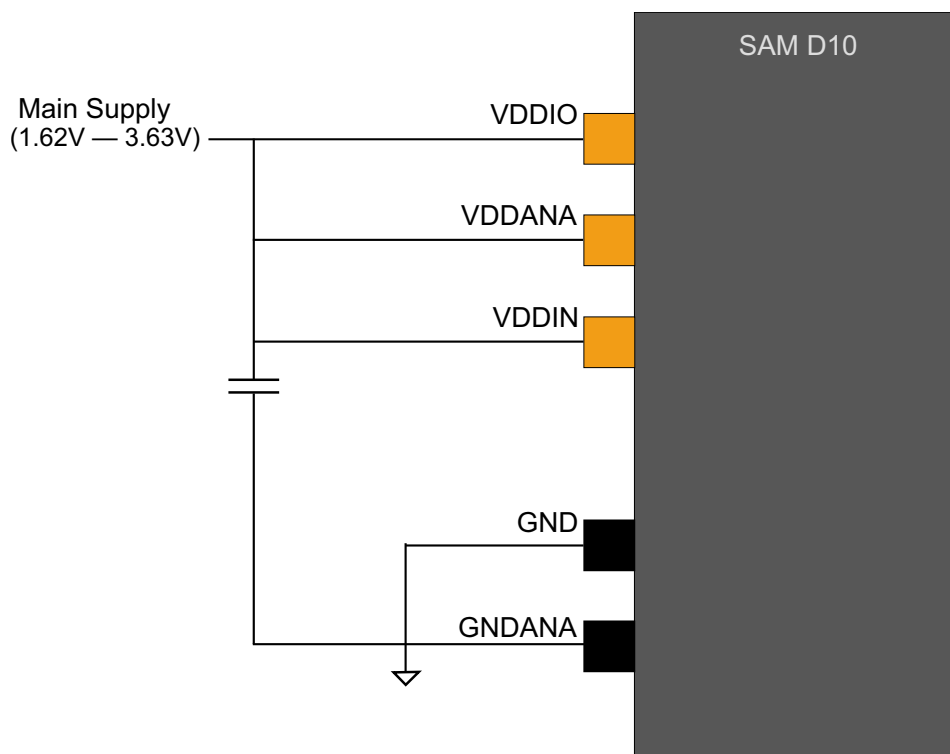 SAM D10
Main Supply
(1.62V — 3.63V)
VDDIO
VDDANA
VDDIN
GND
GNDANA